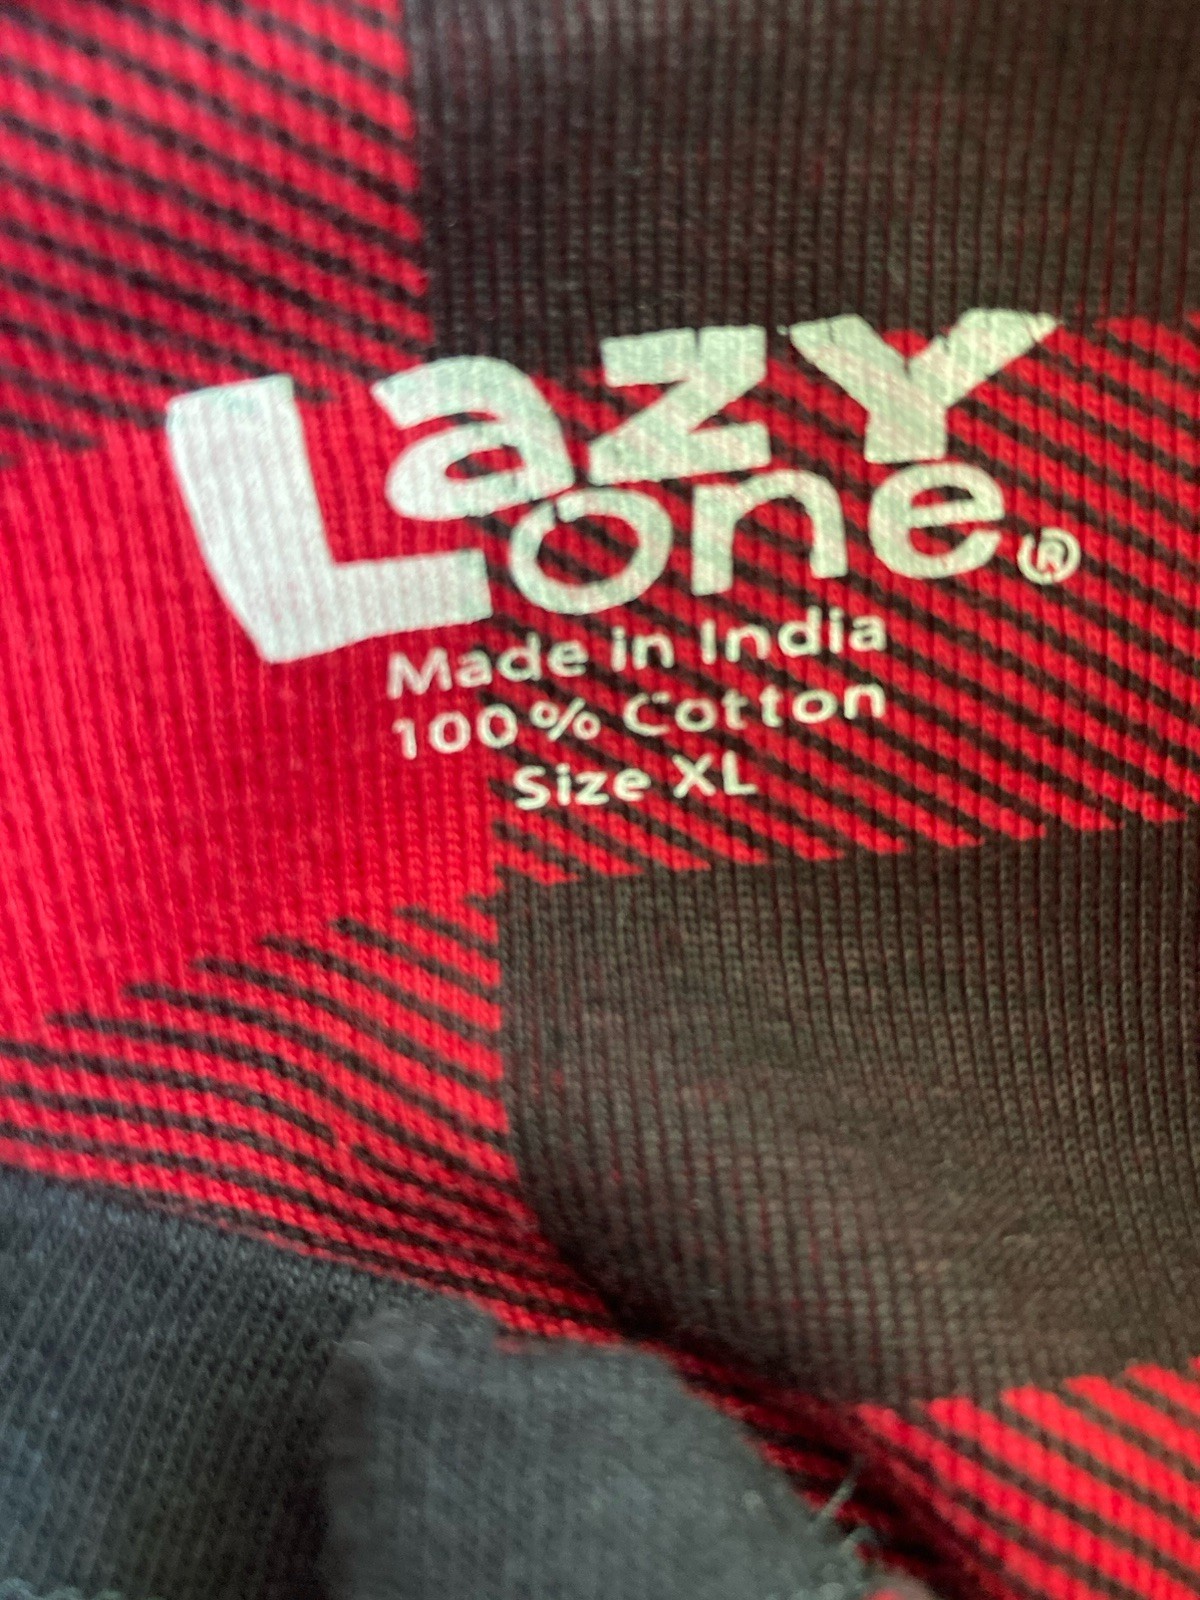 Lazy
one®
Made in India
100% Cotton
Size XL